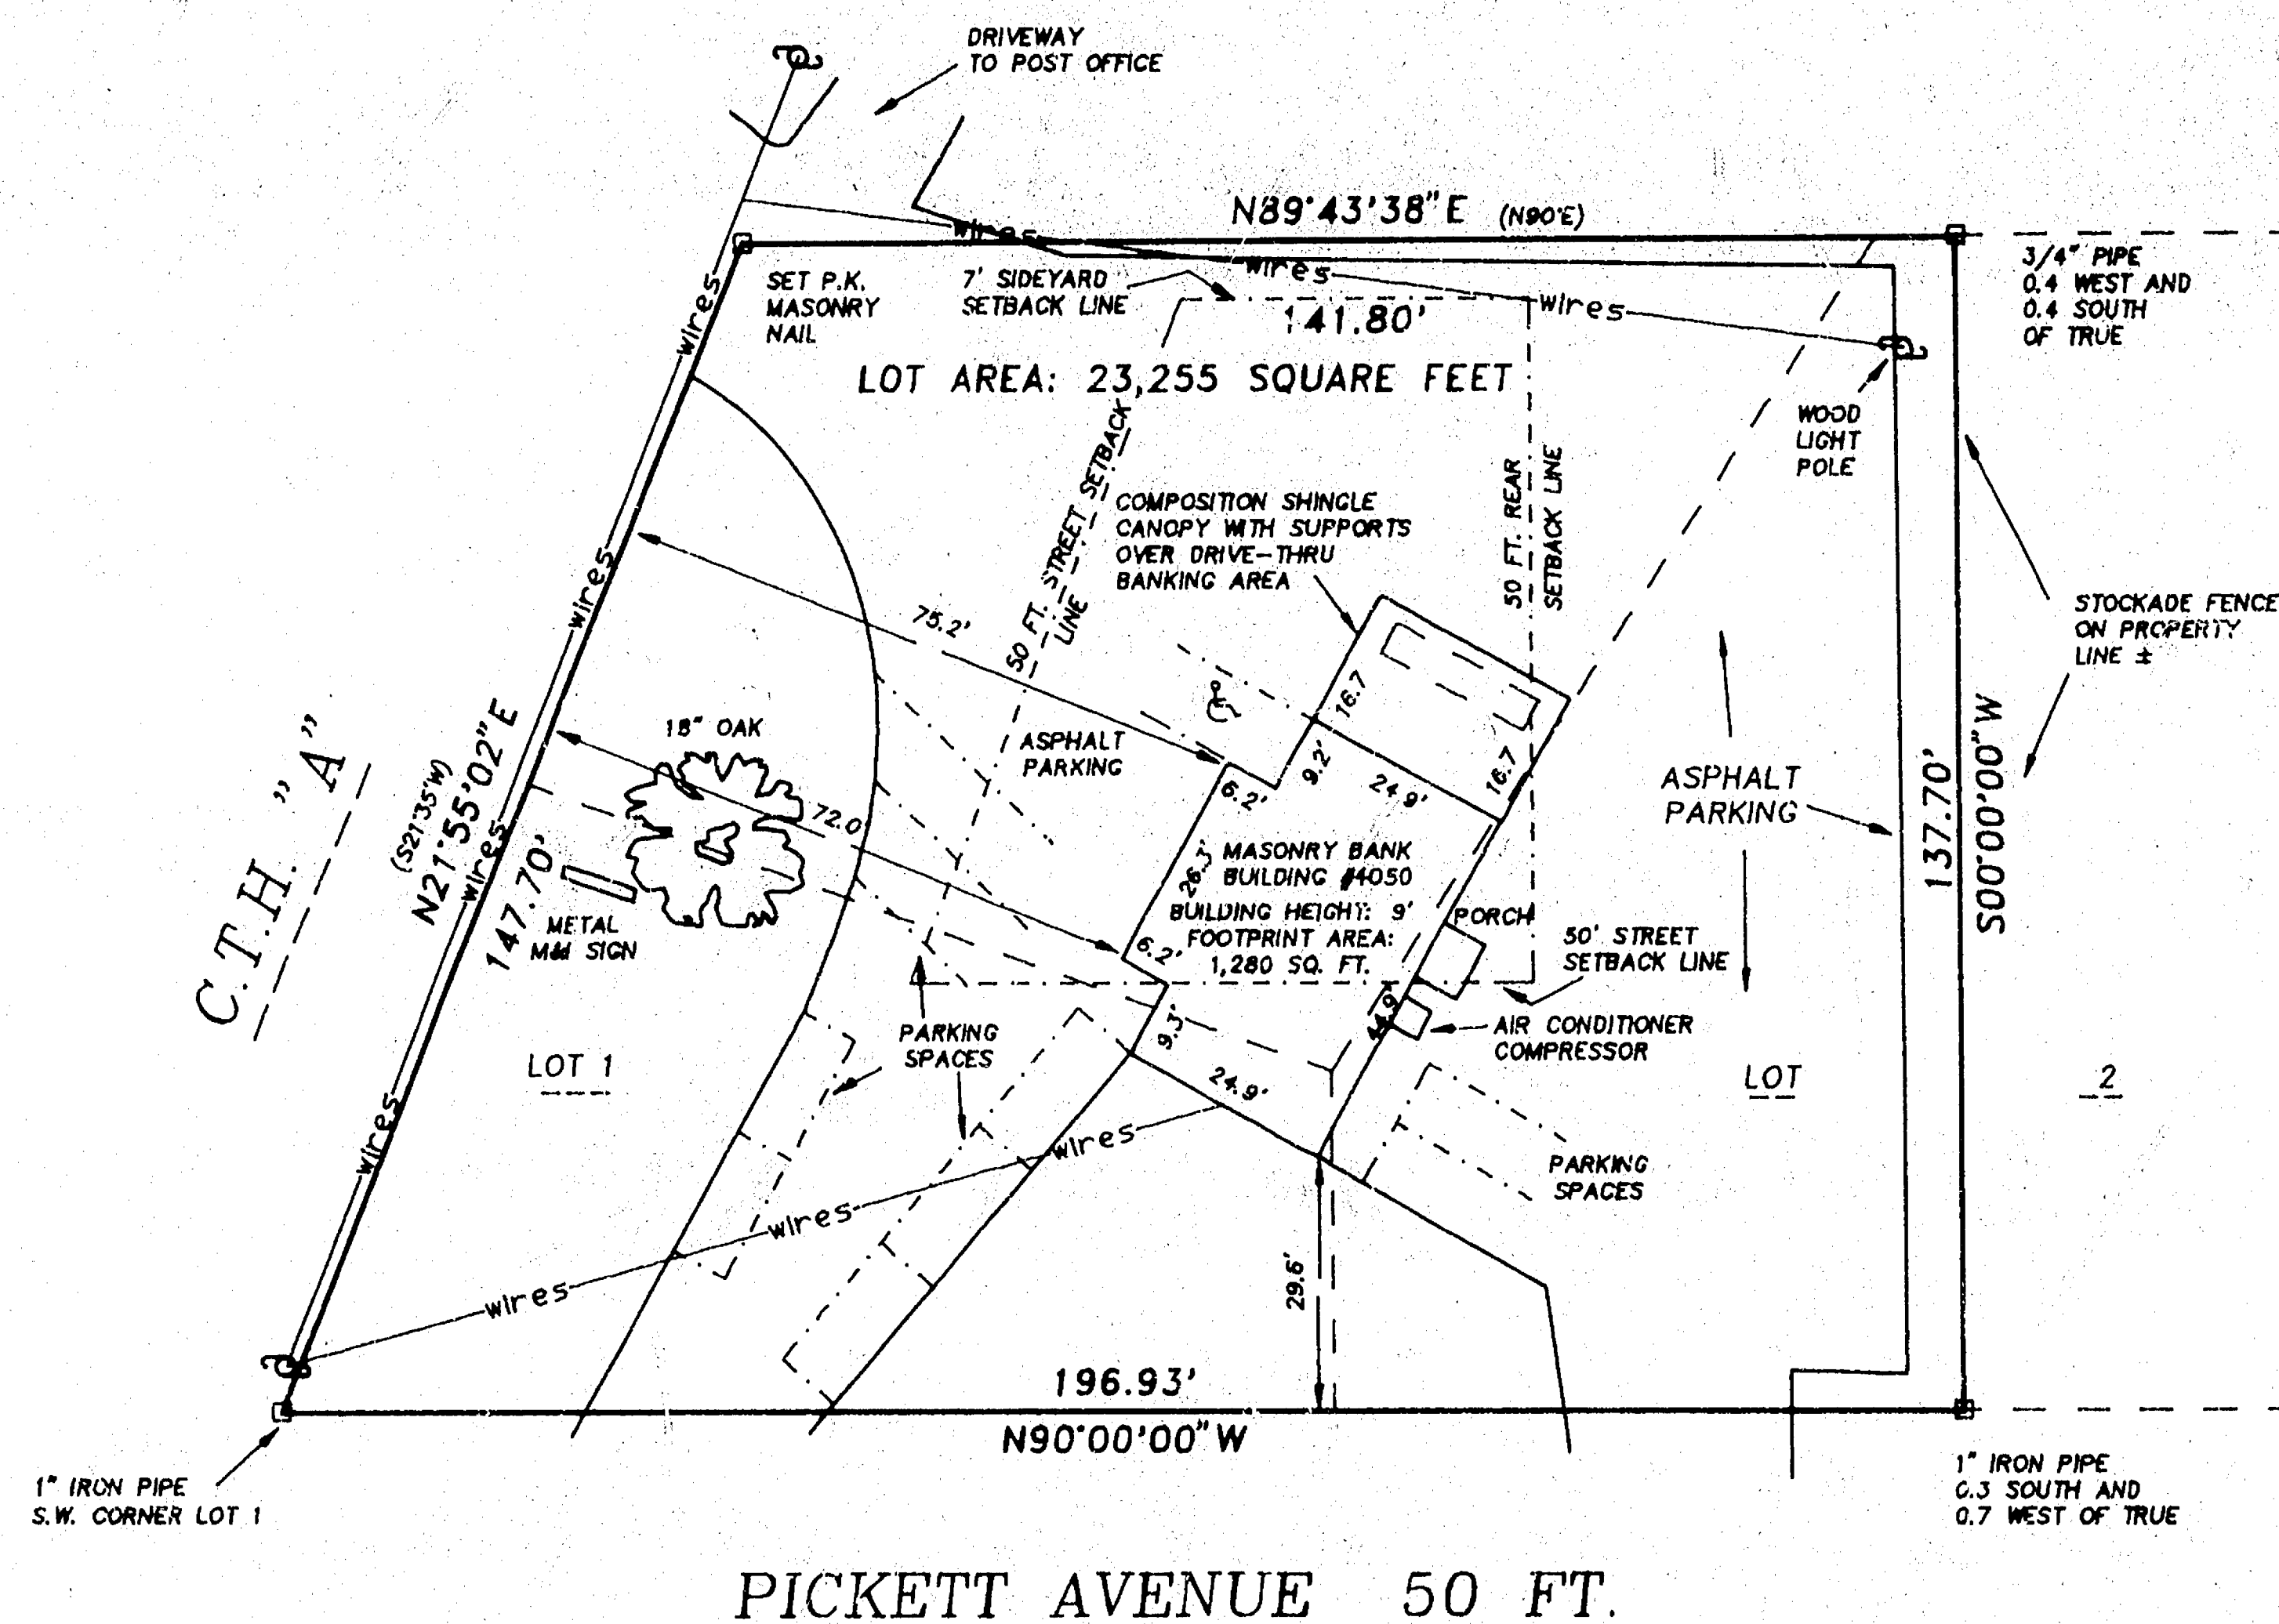 DRIVEWAY
TO POST OFFICE
N89°43'38"E (N90°E)
wires
wires
wires
wires
SET P.K.
MASONRY
NAIL
7' SIDEYARD
SETBACK LINE
141.80'
3/4" PIPE
0.4 WEST AND
0.4 SOUTH
OF TRUE
LOT AREA: 23,255 SQUARE FEET
WOOD
LIGHT
POLE
50 FT. STREET SETBACK
LINE
COMPOSITION SHINGLE
CANOPY WITH SUPPORTS
OVER DRIVE-THRU
BANKING AREA
50 FT. REAR
SETBACK LINE
wires
STOCKADE FENCE
ON PROPERTY
LINE ±
75.2'
16.7
16.7
18" OAK
ASPHALT
PARKING
9.2'
6.2'
24.9'
ASPHALT
PARKING
137.70'
S00°00'00"W
C.T.H. "A"
(S21°35'W)
N21°55'02"E
147.70'
wires
72.0
METAL
M&I SIGN
26.3'
MASONRY BANK
BUILDING #4050
BUILDING HEIGHT: 9'
FOOTPRINT AREA:
1,280 SQ. FT.
PORCH
6.2'
50' STREET
SETBACK LINE
9.3'
44.9'
AIR CONDITIONER
COMPRESSOR
PARKING
SPACES
LOT 1
LOT 2
24.9'
wires
wires
wires
wires
PARKING
SPACES
29.6'
196.93'
N90°00'00"W
1" IRON PIPE
S.W. CORNER LOT 1
1" IRON PIPE
0.3 SOUTH AND
0.7 WEST OF TRUE
PICKETT AVENUE 50 FT.